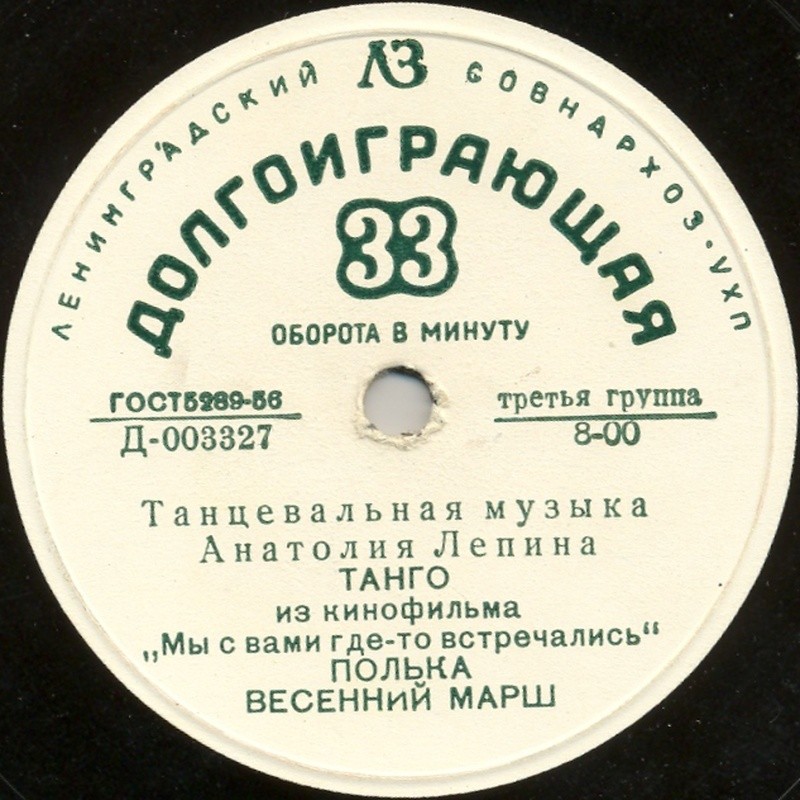 ЛЕНИНГРАДСКИЙ ЛЗ СОВНАРХОЗ·УХП
ДОЛГОИГРАЮЩАЯ
33
ОБОРОТА В МИНУТУ
ГОСТ5289-56
Д-003327
третья группа
8-00
Танцевальная музыка
Анатолия Лепина
ТАНГО
из кинофильма
„Мы с вами где-то встречались“
ПОЛЬКА
ВЕСЕННИЙ МАРШ